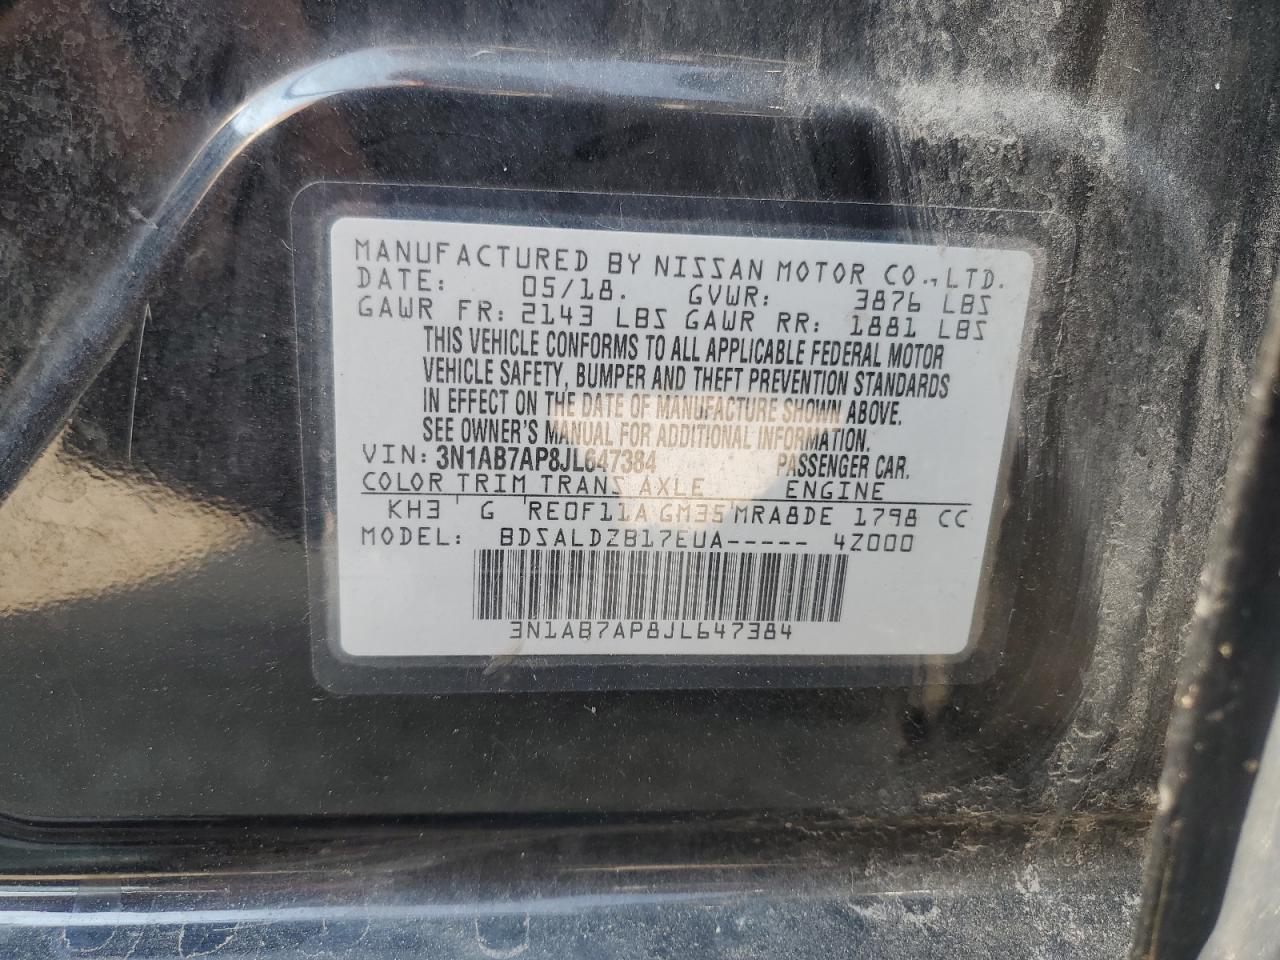 MANUFACTURED BY NISSAN MOTOR CO., LTD.
DATE: 05/18. GVWR: 3876 LBS
GAWR FR: 2143 LBS GAWR RR: 1881 LBS
THIS VEHICLE CONFORMS TO ALL APPLICABLE FEDERAL MOTOR
VEHICLE SAFETY, BUMPER AND THEFT PREVENTION STANDARDS
IN EFFECT ON THE DATE OF MANUFACTURE SHOWN ABOVE.
SEE OWNER'S MANUAL FOR ADDITIONAL INFORMATION.
VIN: 3N1AB7AP8JL647384 PASSENGER CAR.
COLOR TRIM TRANS AXLE ENGINE
KH3 G RE0F11A GM35 MRA8DE 1798 CC
MODEL: BDSALDZB17EUA----- 4Z000
3N1AB7AP8JL647384